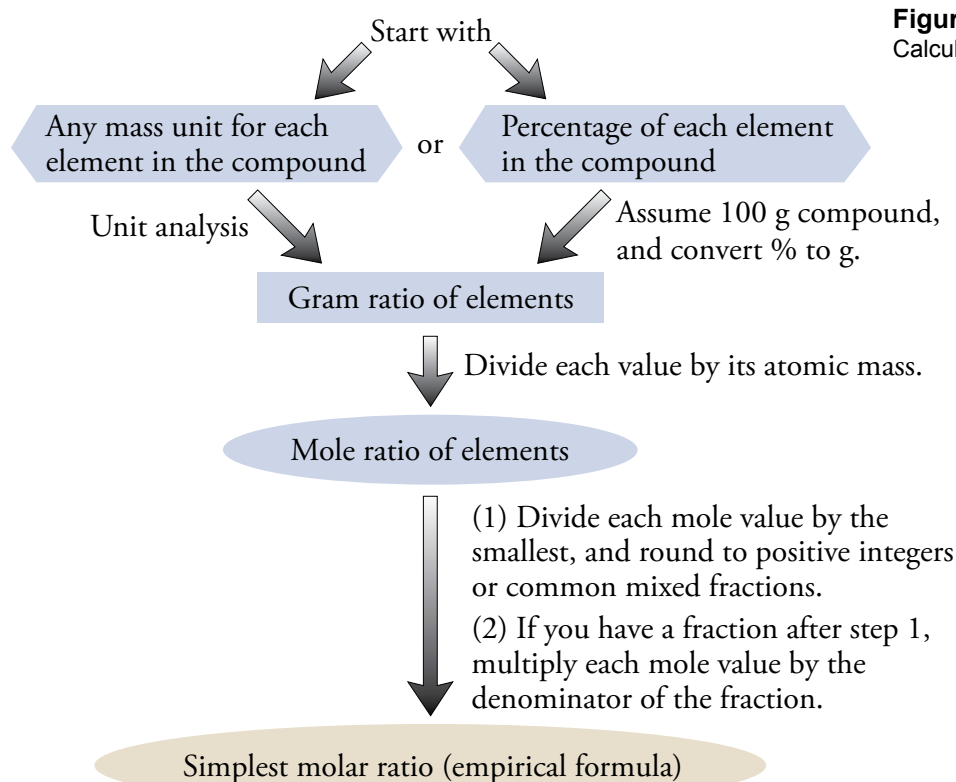 Figur
Calcul
Start with
Any mass unit for each
element in the compound
or
Percentage of each element
in the compound
Unit analysis
Assume 100 g compound,
and convert % to g.
Gram ratio of elements
Divide each value by its atomic mass.
Mole ratio of elements
(1) Divide each mole value by the
smallest, and round to positive integers
or common mixed fractions.
(2) If you have a fraction after step 1,
multiply each mole value by the
denominator of the fraction.
Simplest molar ratio (empirical formula)